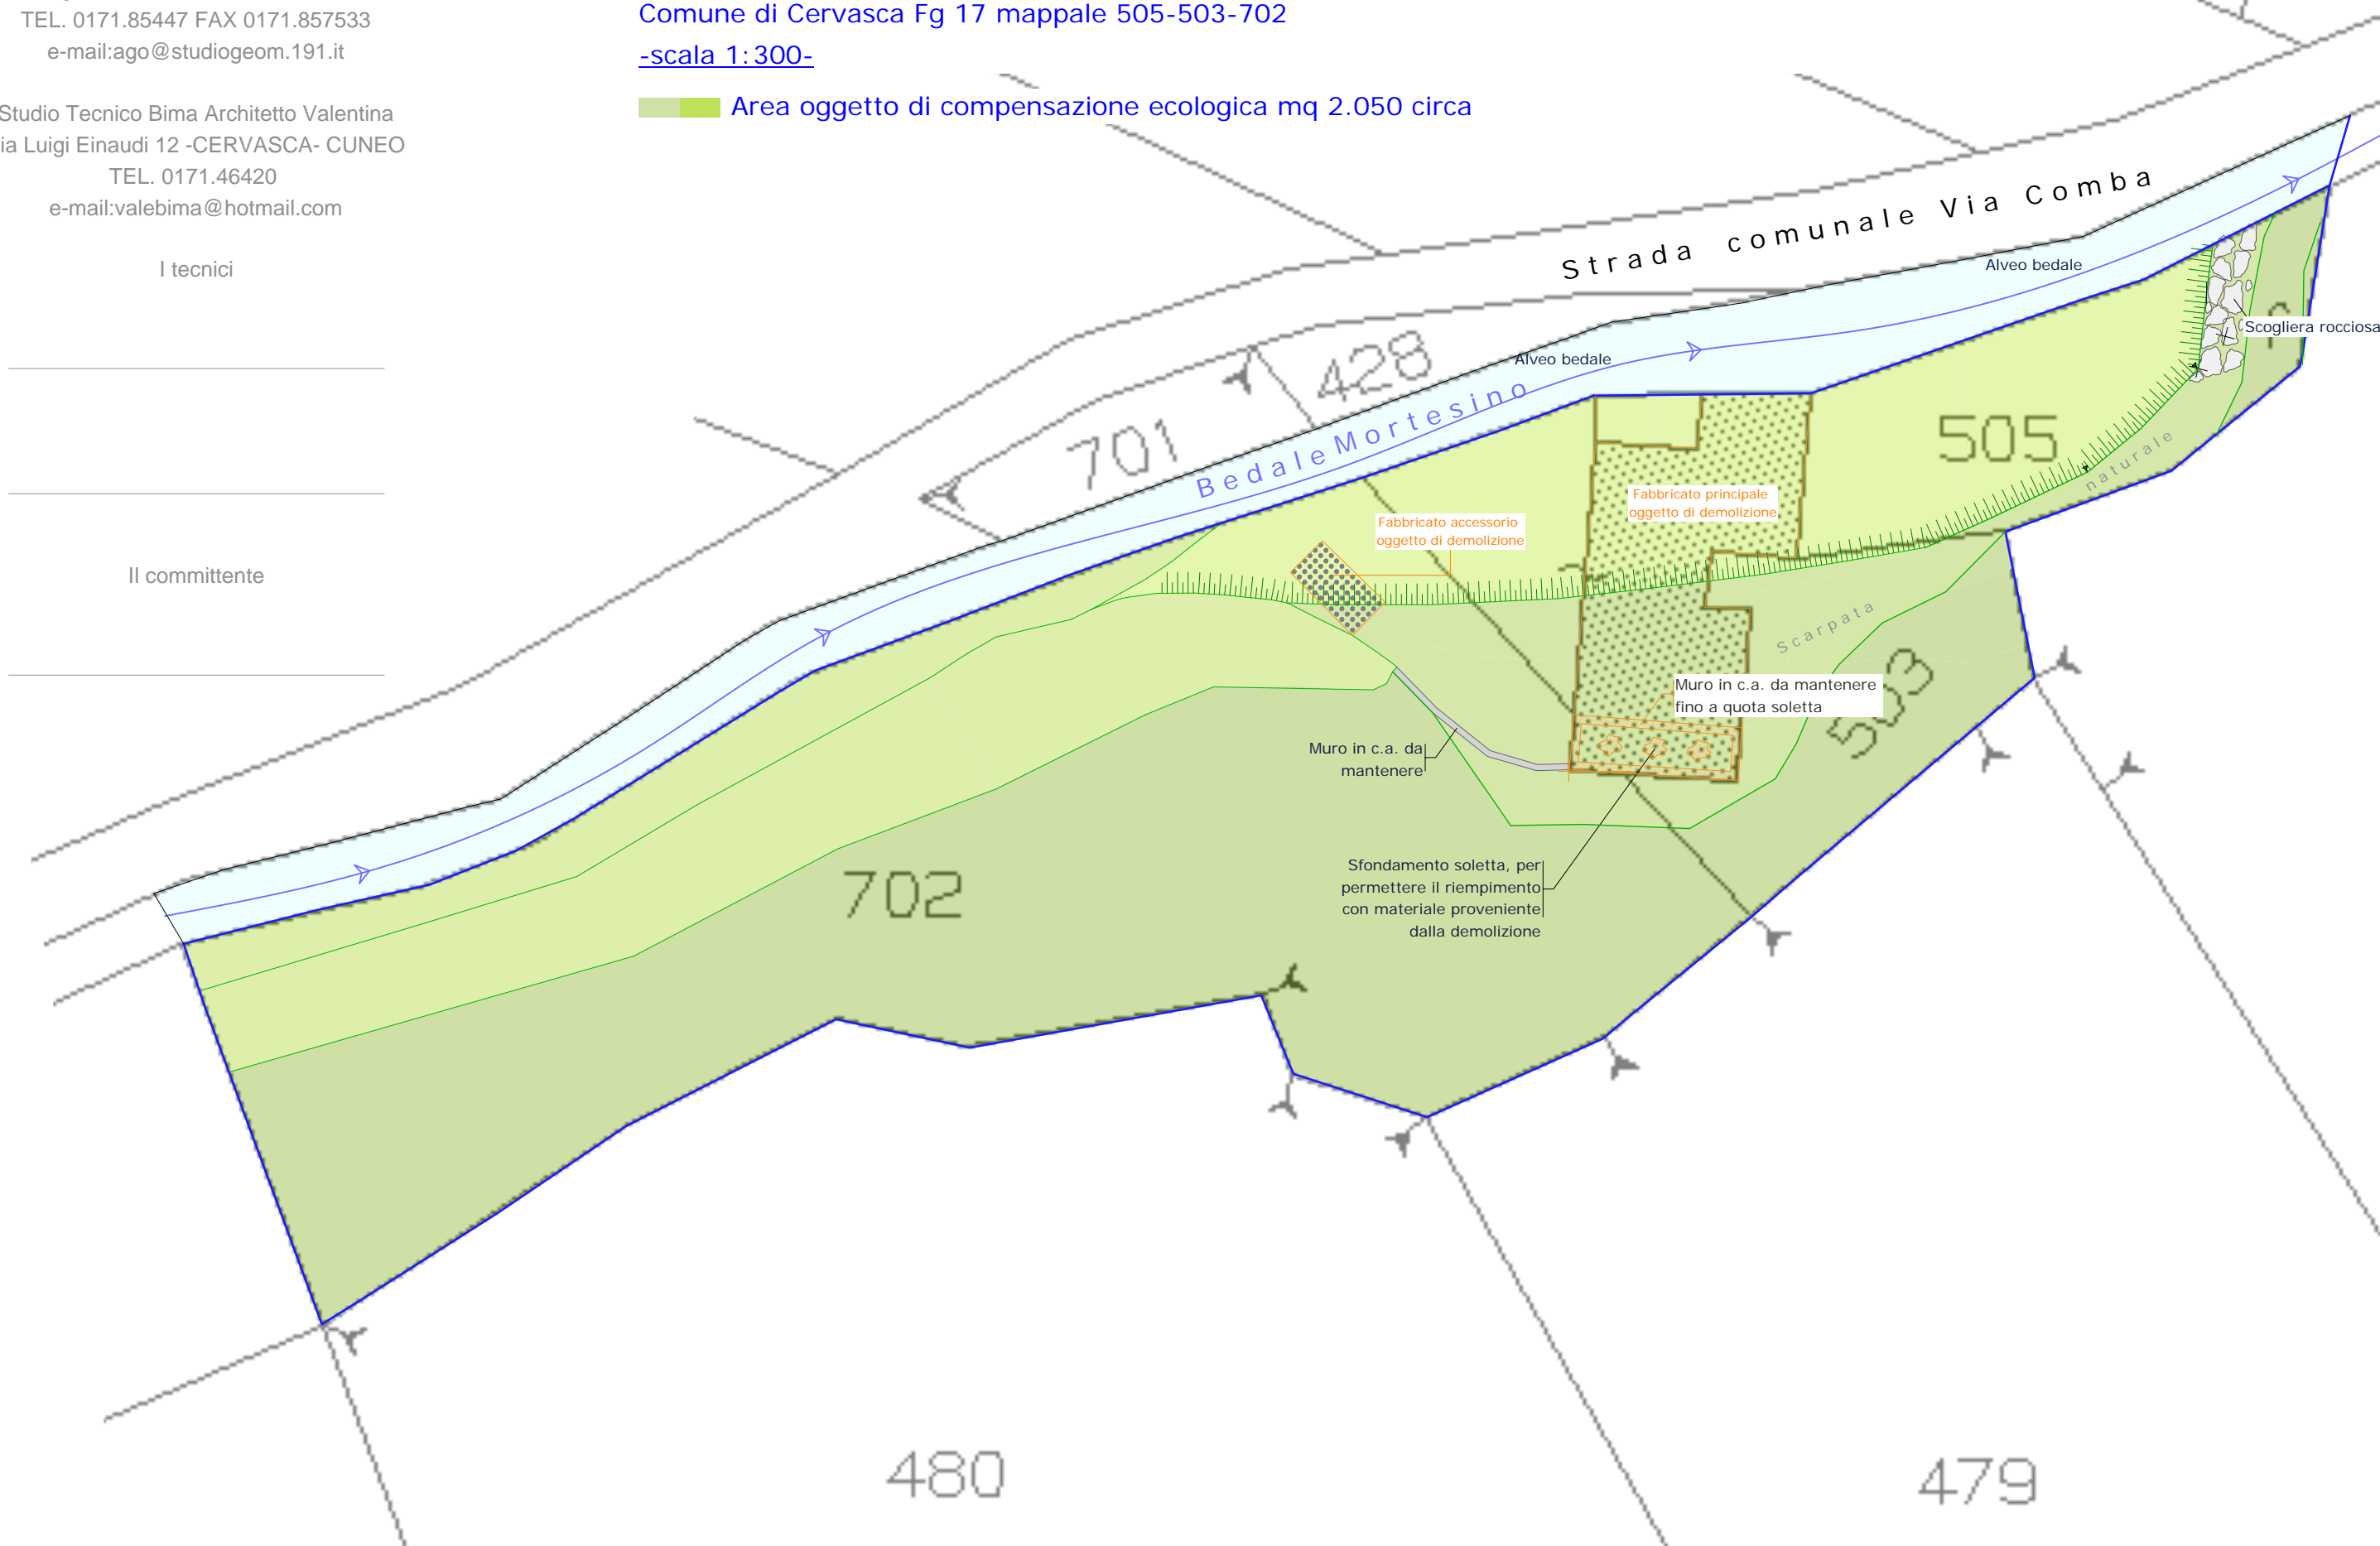 TEL. 0171.85447 FAX 0171.857533
e-mail:ago@studiogeom.191.it
Studio Tecnico Bima Architetto Valentina
ia Luigi Einaudi 12 -CERVASCA- CUNEO
TEL. 0171.46420
e-mail:valebima@hotmail.com
I tecnici
Il committente
Comune di Cervasca Fg 17 mappale 505-503-702
-scala 1:300-
Area oggetto di compensazione ecologica mq 2.050 circa
Strada comunale Via Comba
Alveo bedale
Alveo bedale
Scogliera rocciosa
428
701
Bedale Mortesino
505
naturale
Fabbricato principale
oggetto di demolizione
Fabbricato accessorio
oggetto di demolizione
Scarpata
503
Muro in c.a. da mantenere
fino a quota soletta
Muro in c.a. da
mantenere
Sfondamento soletta, per
permettere il riempimento
con materiale proveniente
dalla demolizione
702
480
479